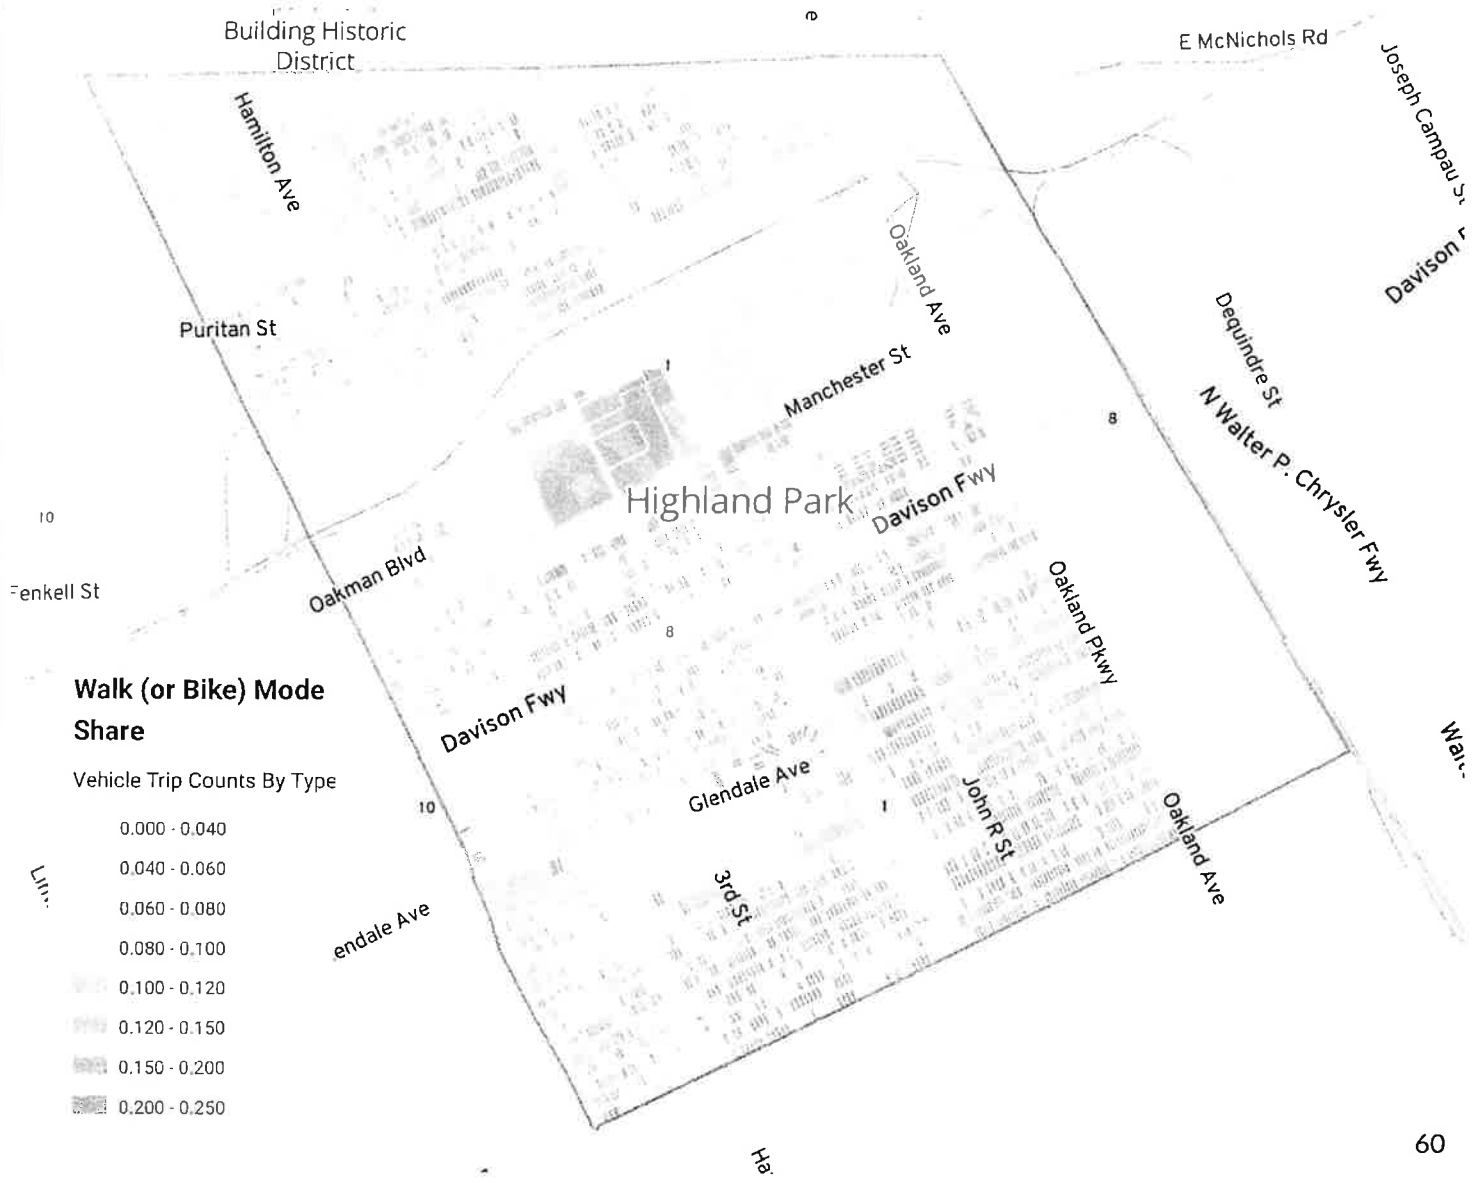 e
Building Historic
District
E McNichols Rd
Joseph Campau St
Hamilton Ave
Oakland Ave
Davison
Dequindre St
Puritan St
Manchester St
1
N Walter P. Chrysler Fwy
8
Highland Park
Davison Fwy
10
Oakman Blvd
Fenkell St
Oakland Pkwy
8
Walk (or Bike) Mode
Share
Davison Fwy
Vehicle Trip Counts By Type
Glendale Ave
10
1
John R St
Oakland Ave
0.000 - 0.040
0.040 - 0.060
3rd St
0.060 - 0.080
endale Ave
0.080 - 0.100
0.100 - 0.120
0.120 - 0.150
0.150 - 0.200
0.200 - 0.250
60